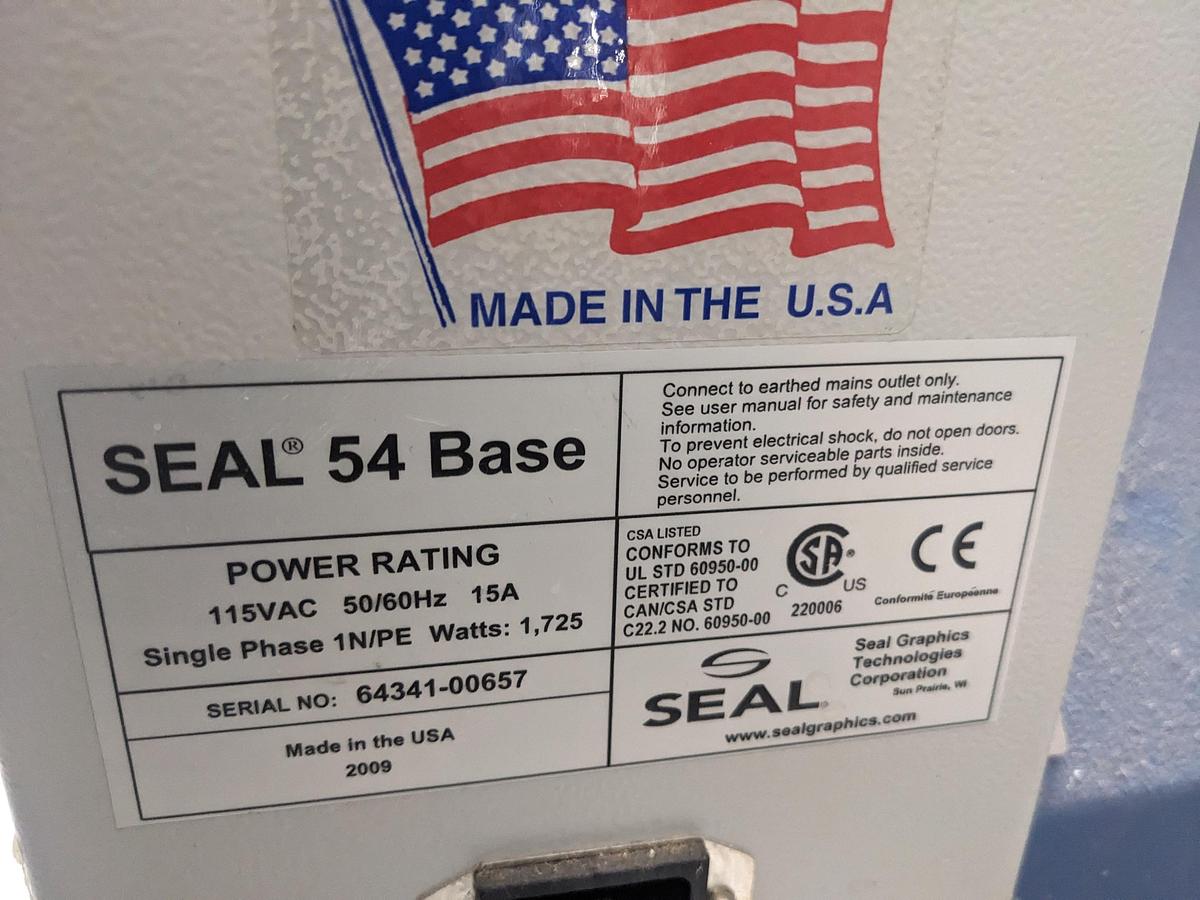 MADE IN THE U.S.A
SEAL® 54 Base
Connect to earthed mains outlet only.
See user manual for safety and maintenance
information.
To prevent electrical shock, do not open doors.
No operator serviceable parts inside.
Service to be performed by qualified service
personnel.
POWER RATING
115VAC 50/60Hz 15A
Single Phase 1N/PE Watts: 1,725
CSA LISTED
CONFORMS TO
UL STD 60950-00
CERTIFIED TO
CAN/CSA STD
C22.2 NO. 60950-00
C SA® US
220006
CE
Conformité Européenne
SERIAL NO: 64341-00657
Made in the USA
2009
SEAL®
Seal Graphics
Technologies
Corporation
Sun Prairie, WI
www.sealgraphics.com